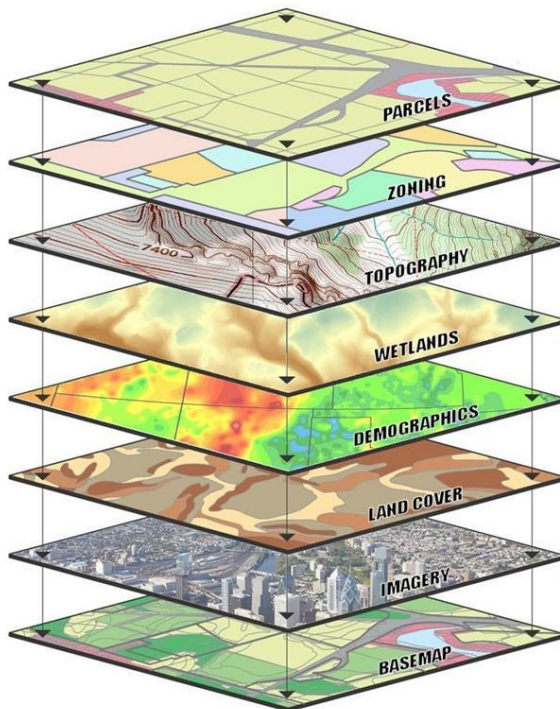 PARCELS
ZONING
7400
TOPOGRAPHY
WETLANDS
DEMOGRAPHICS
LAND COVER
IMAGERY
BASEMAP